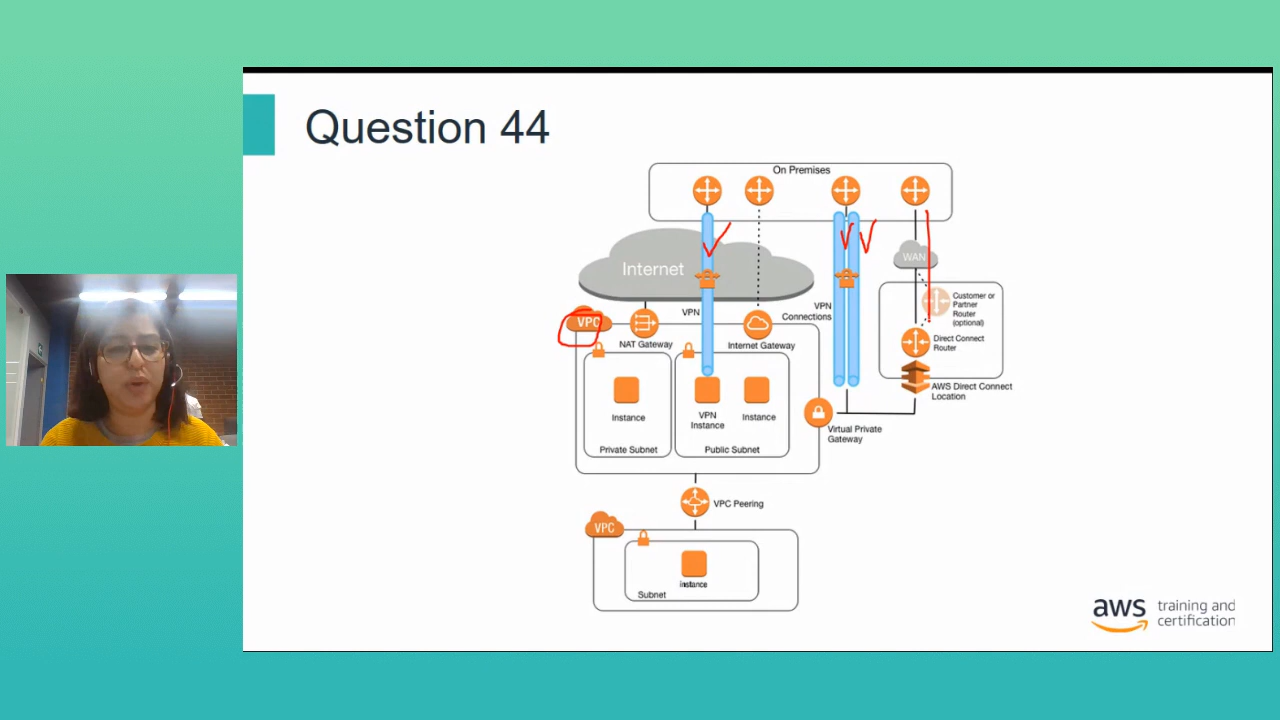 Question 44
On Premises
Internet
WAN
VPN
VPN
Connections
Customer or
Partner
Router
(optional)
VPC
NAT Gateway
Internet Gateway
Direct Connect
Router
AWS Direct Connect
Location
Instance
VPN
Instance
Instance
Private Subnet
Public Subnet
Virtual Private
Gateway
VPC Peering
VPC
instance
Subnet
aws
training and
certification